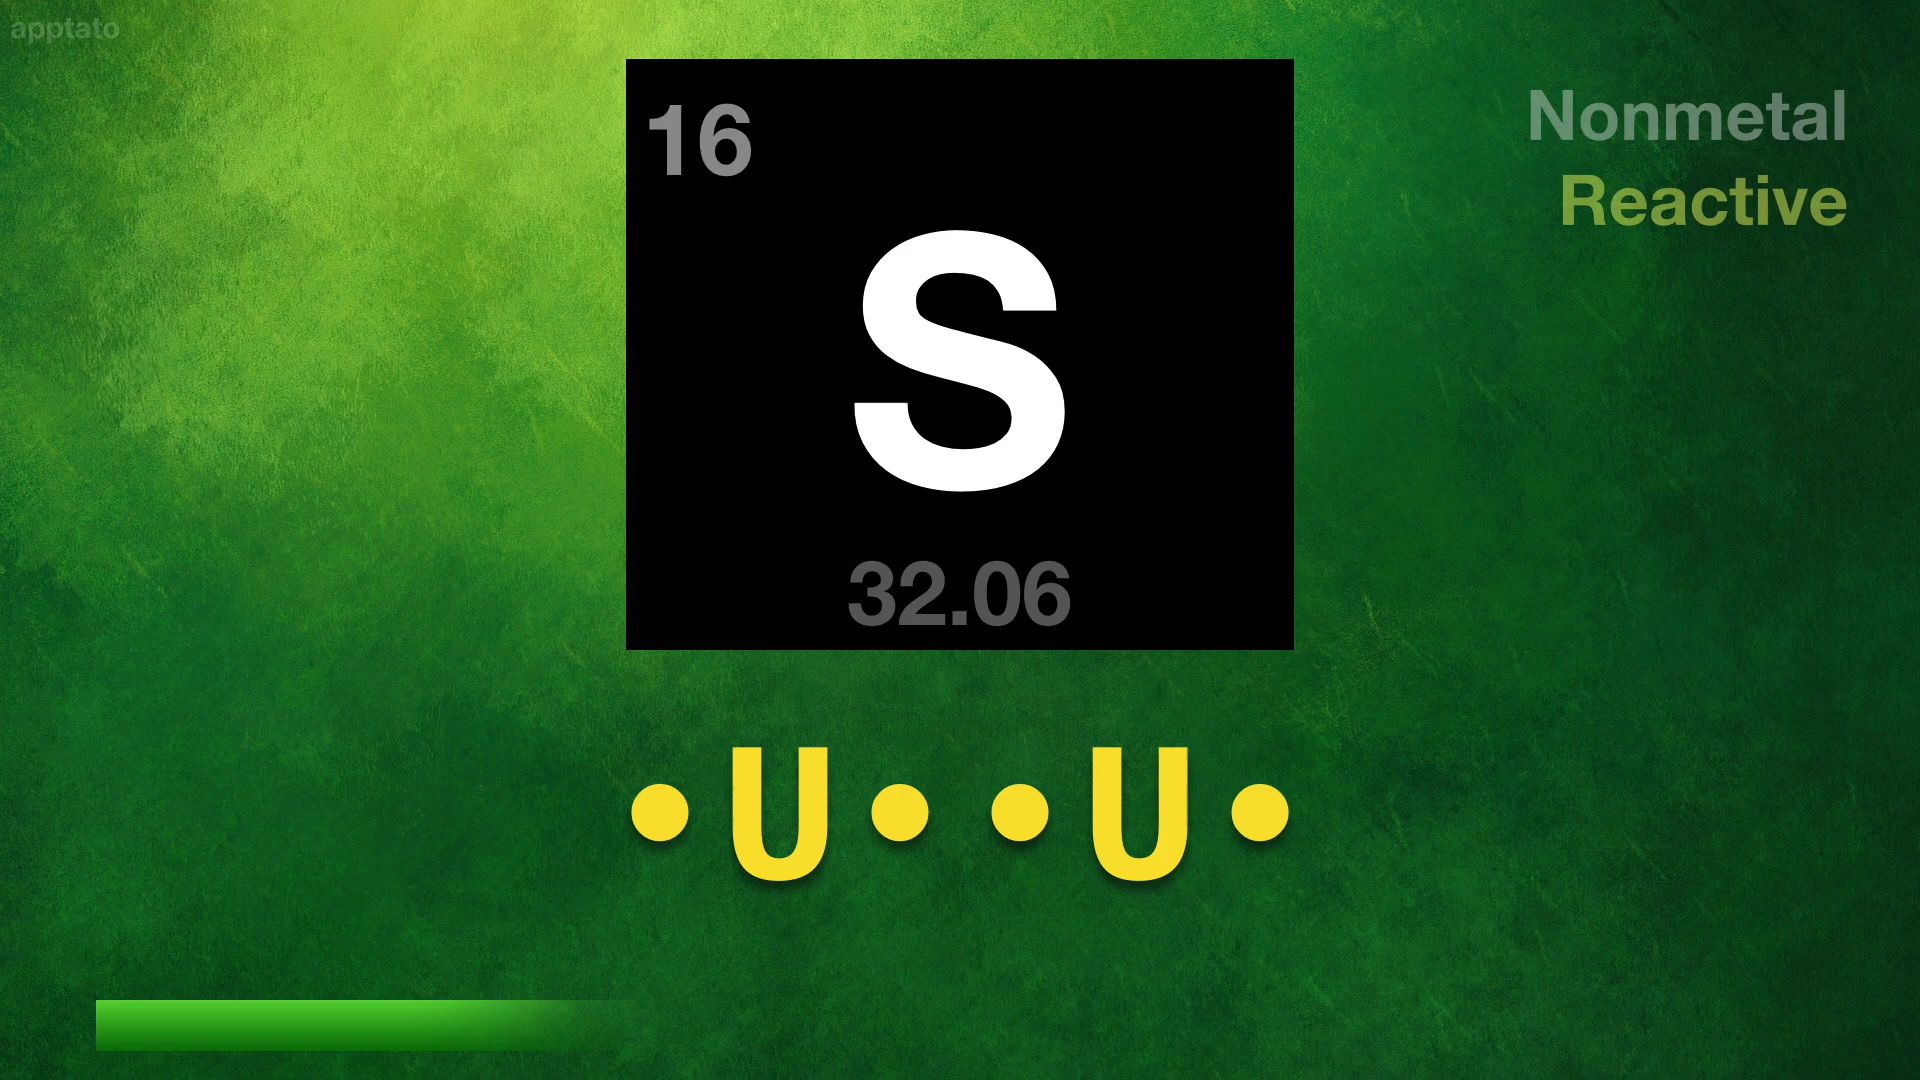 apptato
16
Nonmetal
Reactive
S
32.06
•U••U•